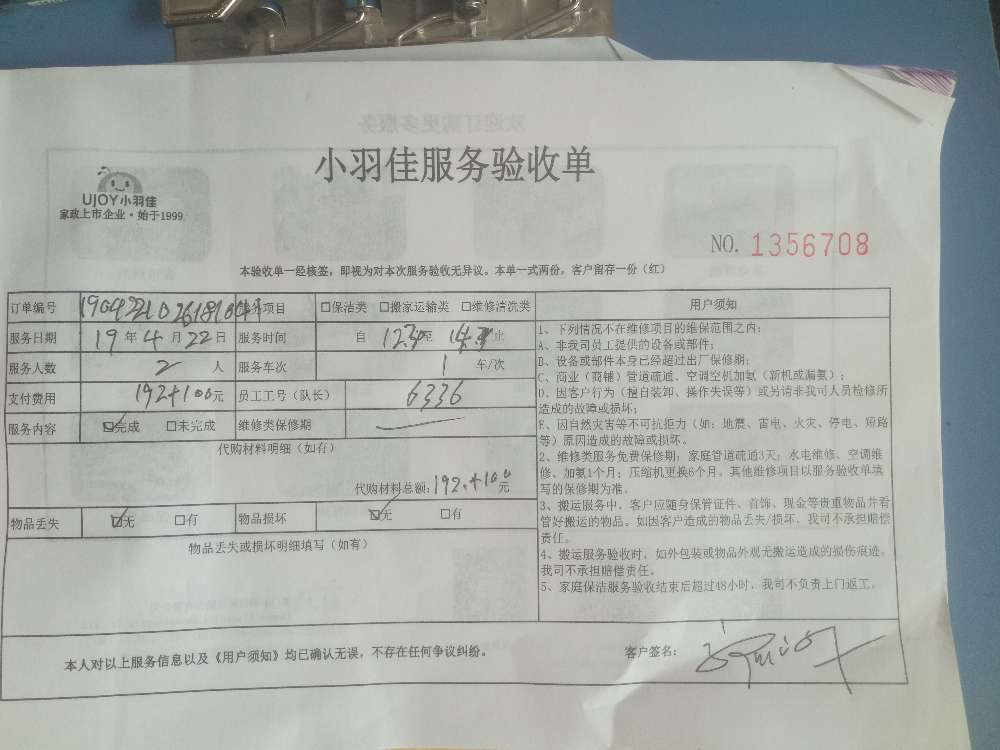 小羽佳服务验收单
UJOY小羽佳
家政上市企业·始于1999
NO. 1356708
本验收单一经核签，即视为对本次服务验收无异议。本单一式两份，客户留存一份（红）
订单编号 项目 □保洁类 □搬家运输类 □维修清洗类
服务日期 19 年 4 月 22 日 服务时间 自 至 止
服务人数 2 人 服务车次 1 车/次
支付费用 192+100元 员工工号（队长） 6336
服务内容 ☑完成 □未完成 维修类保修期
代购材料明细（如有）
代购材料总额：192.+100元
物品丢失 ☑无 □有 物品损坏 ☑无 □有
物品丢失或损坏明细填写（如有）
用户须知
1、下列情况不在维修项目的维保范围之内：
A、非我司员工提供的设备或部件；
B、设备或部件本身已经超过出厂保修期；
C、商业（商铺）管道疏通、空调空机加氨（新机或漏氨）；
D、因客户行为（擅自装卸、操作失误等）或另请非我司人员检修所
造成的故障或损坏；
E、因自然灾害等不可抗拒力（如：地震、雷电、火灾、停电、短路
等）原因造成的故障或损坏。
2、维修类服务免费保修期：家庭管道疏通3天；水电维修、空调维
修、加氨1个月；压缩机更换6个月。其他维修项目以服务验收单填
写的保修期为准。
3、搬运服务中，客户应随身保管证件、首饰、现金等贵重物品并看
管好搬运的物品。如因客户造成的物品丢失/损坏，我司不承担赔偿
责任。
4、搬运服务验收时，如外包装或物品外观无搬运造成的损伤痕迹，
我司不承担赔偿责任。
5、家庭保洁服务验收结束后超过48小时，我司不负责上门返工。
本人对以上服务信息以及《用户须知》均已确认无误，不存在任何争议纠纷。
客户签名：